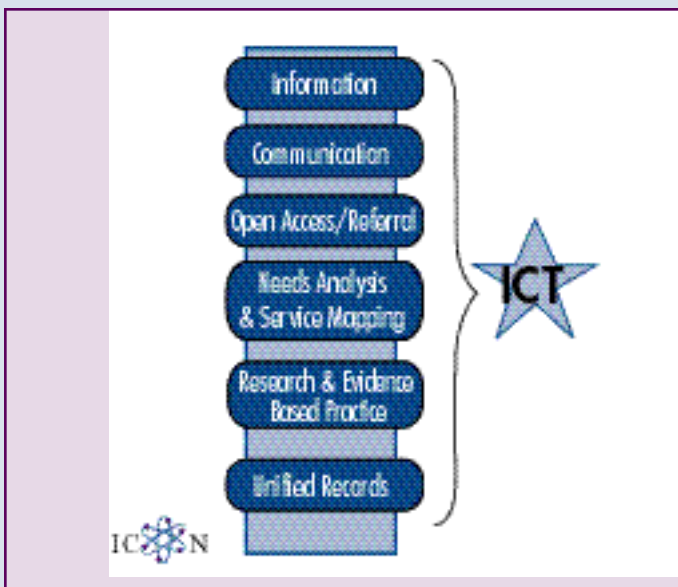 Information
Communication
Open Access/Referral
Needs Analysis
& Service Mapping
Research & Evidence
Based Practice
Unified Records
ICT
IC N